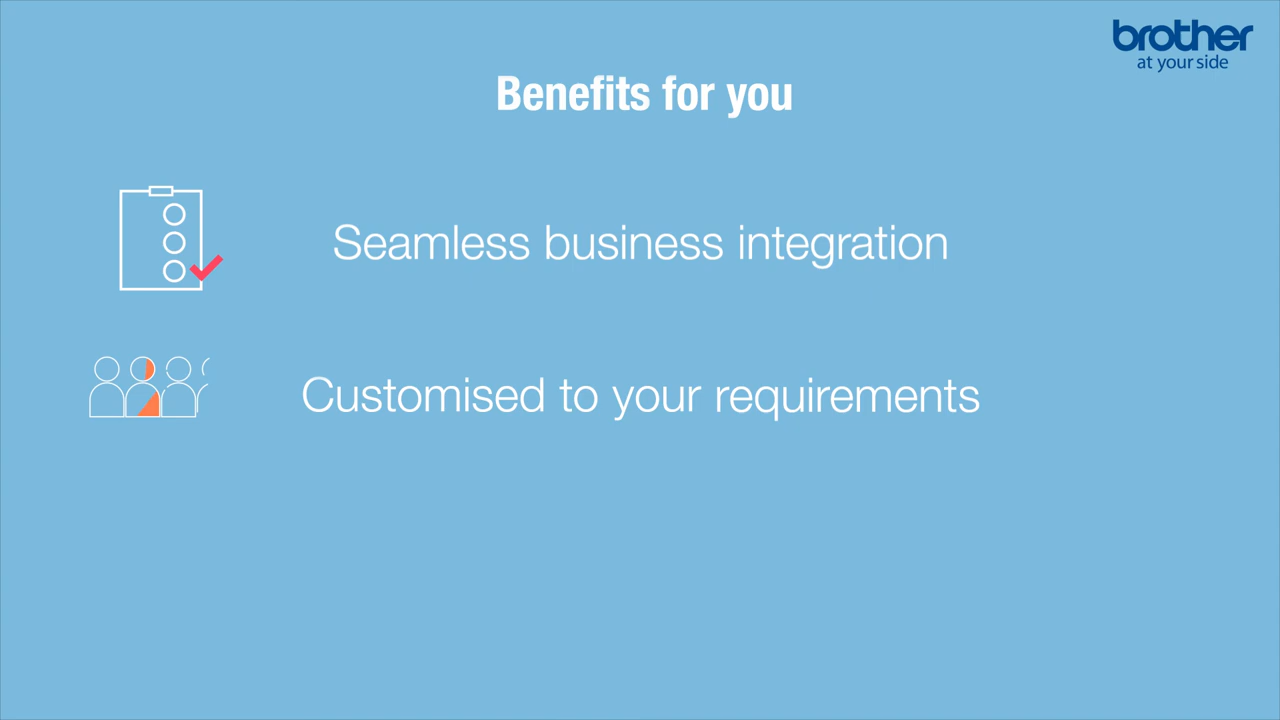 brother
at your side
Benefits for you
Seamless business integration
Customised to your requirements